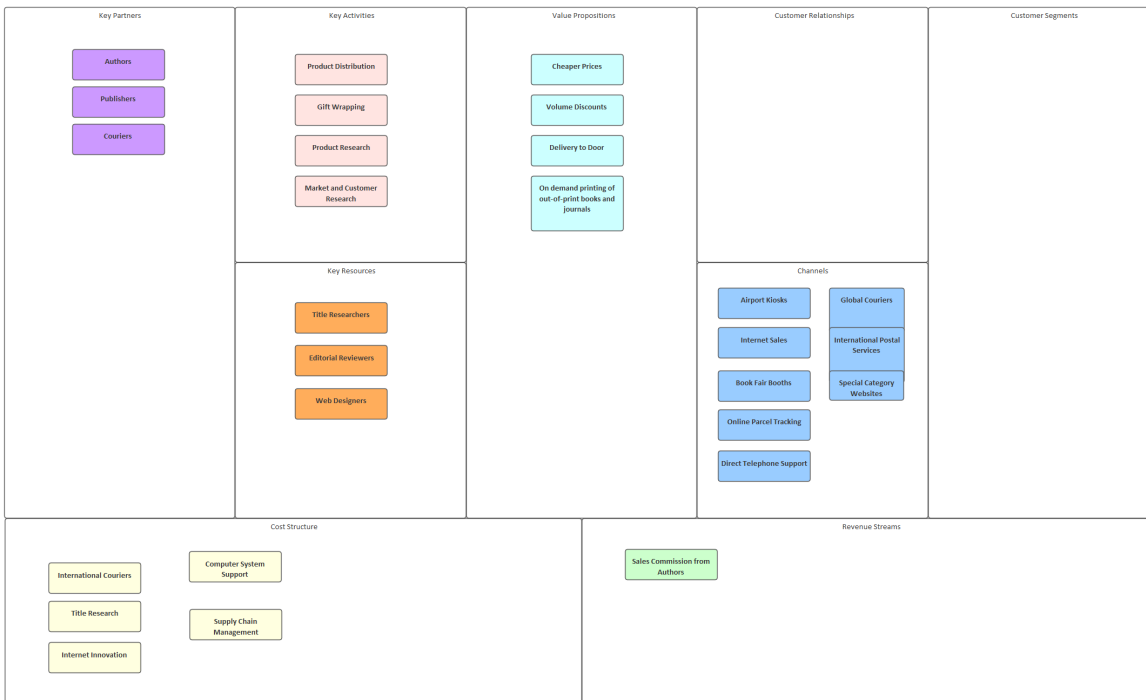 Key Partners
Authors
Publishers
Couriers
Key Activities
Product Distribution
Gift Wrapping
Product Research
Market and Customer
Research
Key Resources
Title Researchers
Editorial Reviewers
Web Designers
Value Propositions
Cheaper Prices
Volume Discounts
Delivery to Door
On demand printing of
out-of-print books and
journals
Customer Relationships
Channels
Airport Kiosks
Internet Sales
Book Fair Booths
Online Parcel Tracking
Direct Telephone Support
Global Couriers
International Postal
Services
Special Category
Websites
Customer Segments
Cost Structure
International Couriers
Title Research
Internet Innovation
Computer System
Support
Supply Chain
Management
Revenue Streams
Sales Commission from
Authors